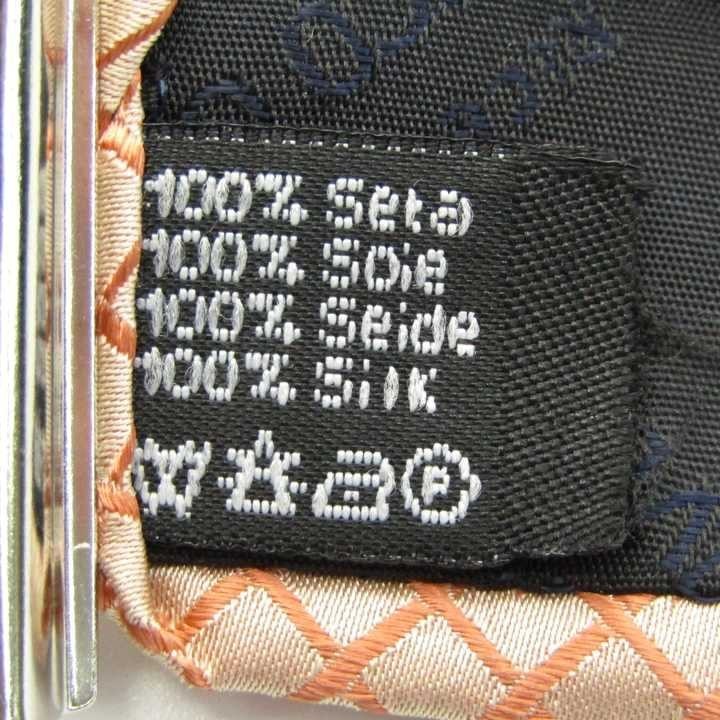 100% Seta
100% Soie
100% Seide
100% Silk
P